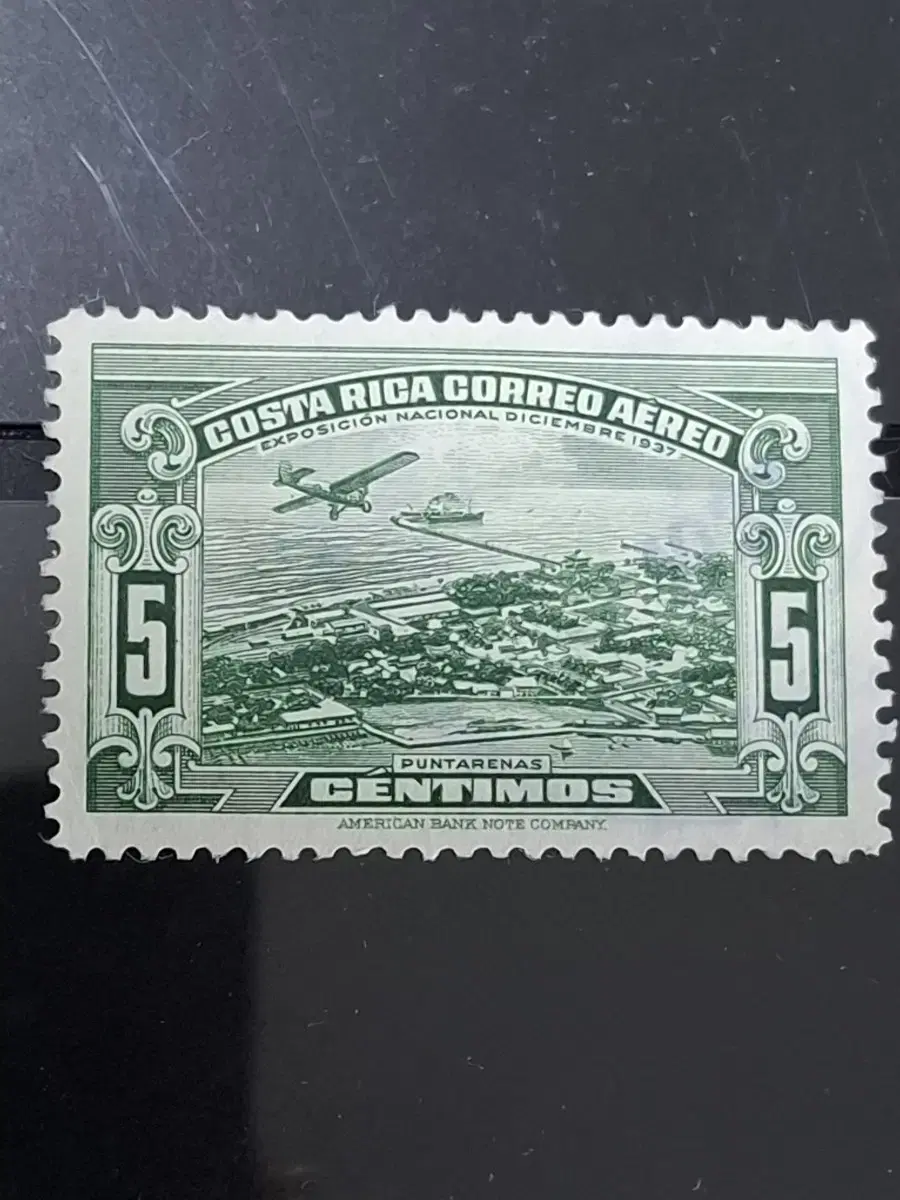 COSTA RICA CORREO AÉREO
EXPOSICIÓN NACIONAL DICIEMBRE 1937
5 5
PUNTARENAS
CÉNTIMOS
AMERICAN BANK NOTE COMPANY.